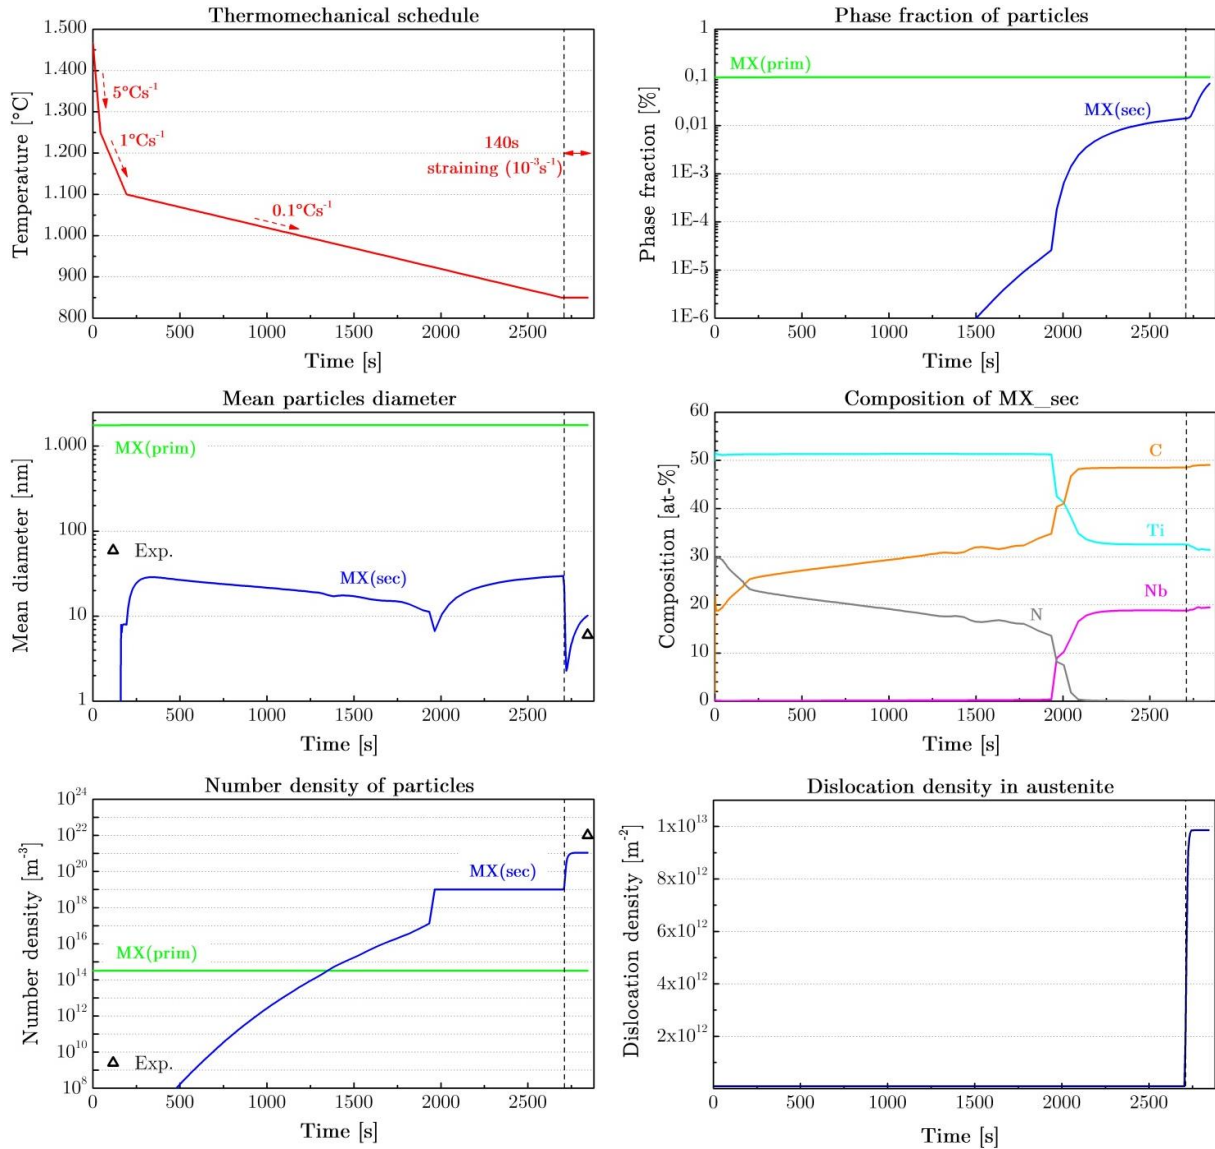 Thermomechanical schedule
1.500
1.400
1.300
1.200
1.100
1.000
900
800
Temperature [°C]
5°Cs⁻¹
1°Cs⁻¹
0.1°Cs⁻¹
140s
straining (10⁻³s⁻¹)
0
500
1000
1500
2000
2500
Time [s]
Phase fraction of particles
1
0,1
0,01
1E-3
1E-4
1E-5
1E-6
Phase fraction [%]
MX(prim)
MX(sec)
0
500
1000
1500
2000
2500
Time [s]
Mean particles diameter
1.000
100
10
1
Mean diameter [nm]
MX(prim)
Exp.
MX(sec)
0
500
1000
1500
2000
2500
Time [s]
Composition of MX_sec
60
50
40
30
20
10
0
Composition [at-%]
C
Ti
Nb
N
0
500
1000
1500
2000
2500
Time [s]
Number density of particles
10²⁴
10²²
10²⁰
10¹⁸
10¹⁶
10¹⁴
10¹²
10¹⁰
10⁸
Number density [m⁻³]
MX(sec)
MX(prim)
Exp.
0
500
1000
1500
2000
2500
Time [s]
Dislocation density in austenite
1x10¹³
8x10¹²
6x10¹²
4x10¹²
2x10¹²
Dislocation density [m⁻²]
0
500
1000
1500
2000
2500
Time [s]